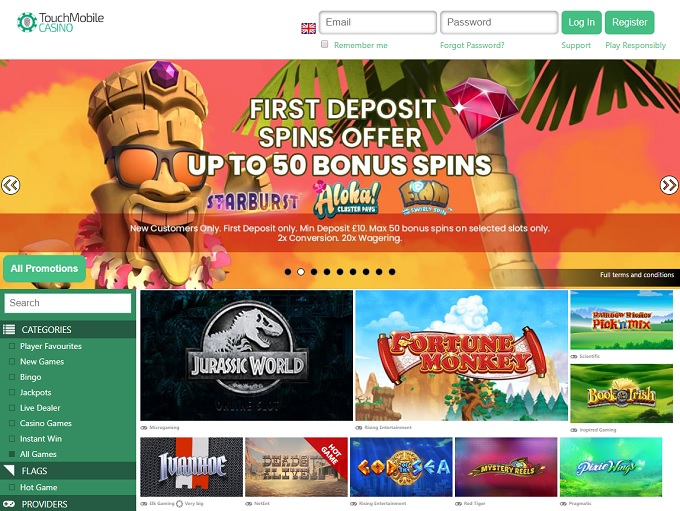 TouchMobile
CASINO
Email
Password
Log In
Register
Remember me
Forgot Password?
Support
Play Responsibly
FIRST DEPOSIT
SPINS OFFER
UP TO 50 BONUS SPINS
STARBURST
Aloha!
CLUSTER PAYS
FINN
SWIRLY SPIN
New Customers Only. First Deposit only. Min Deposit £10. Max 50 bonus spins on selected slots only.
2x Conversion. 20x Wagering.
All Promotions
Full terms and conditions
Search
CATEGORIES
Player Favourites
New Games
Bingo
Jackpots
Live Dealer
Casino Games
Instant Win
All Games
FLAGS
Hot Game
PROVIDERS
JURASSIC WORLD
ONLINE SLOT
Microgaming
FORTUNE
MONKEY
Rising Entertainment
RAINBOW RICHES
PICK'N'MIX
Scientific
Book of Irish
Inspired Gaming
IVANHOE
Elk Gaming
Very big
HOT
GAME
NetEnt
GOD OF SEA
Rising Entertainment
MYSTERY REELS
Red Tiger
Pixie Wings
Pragmatic